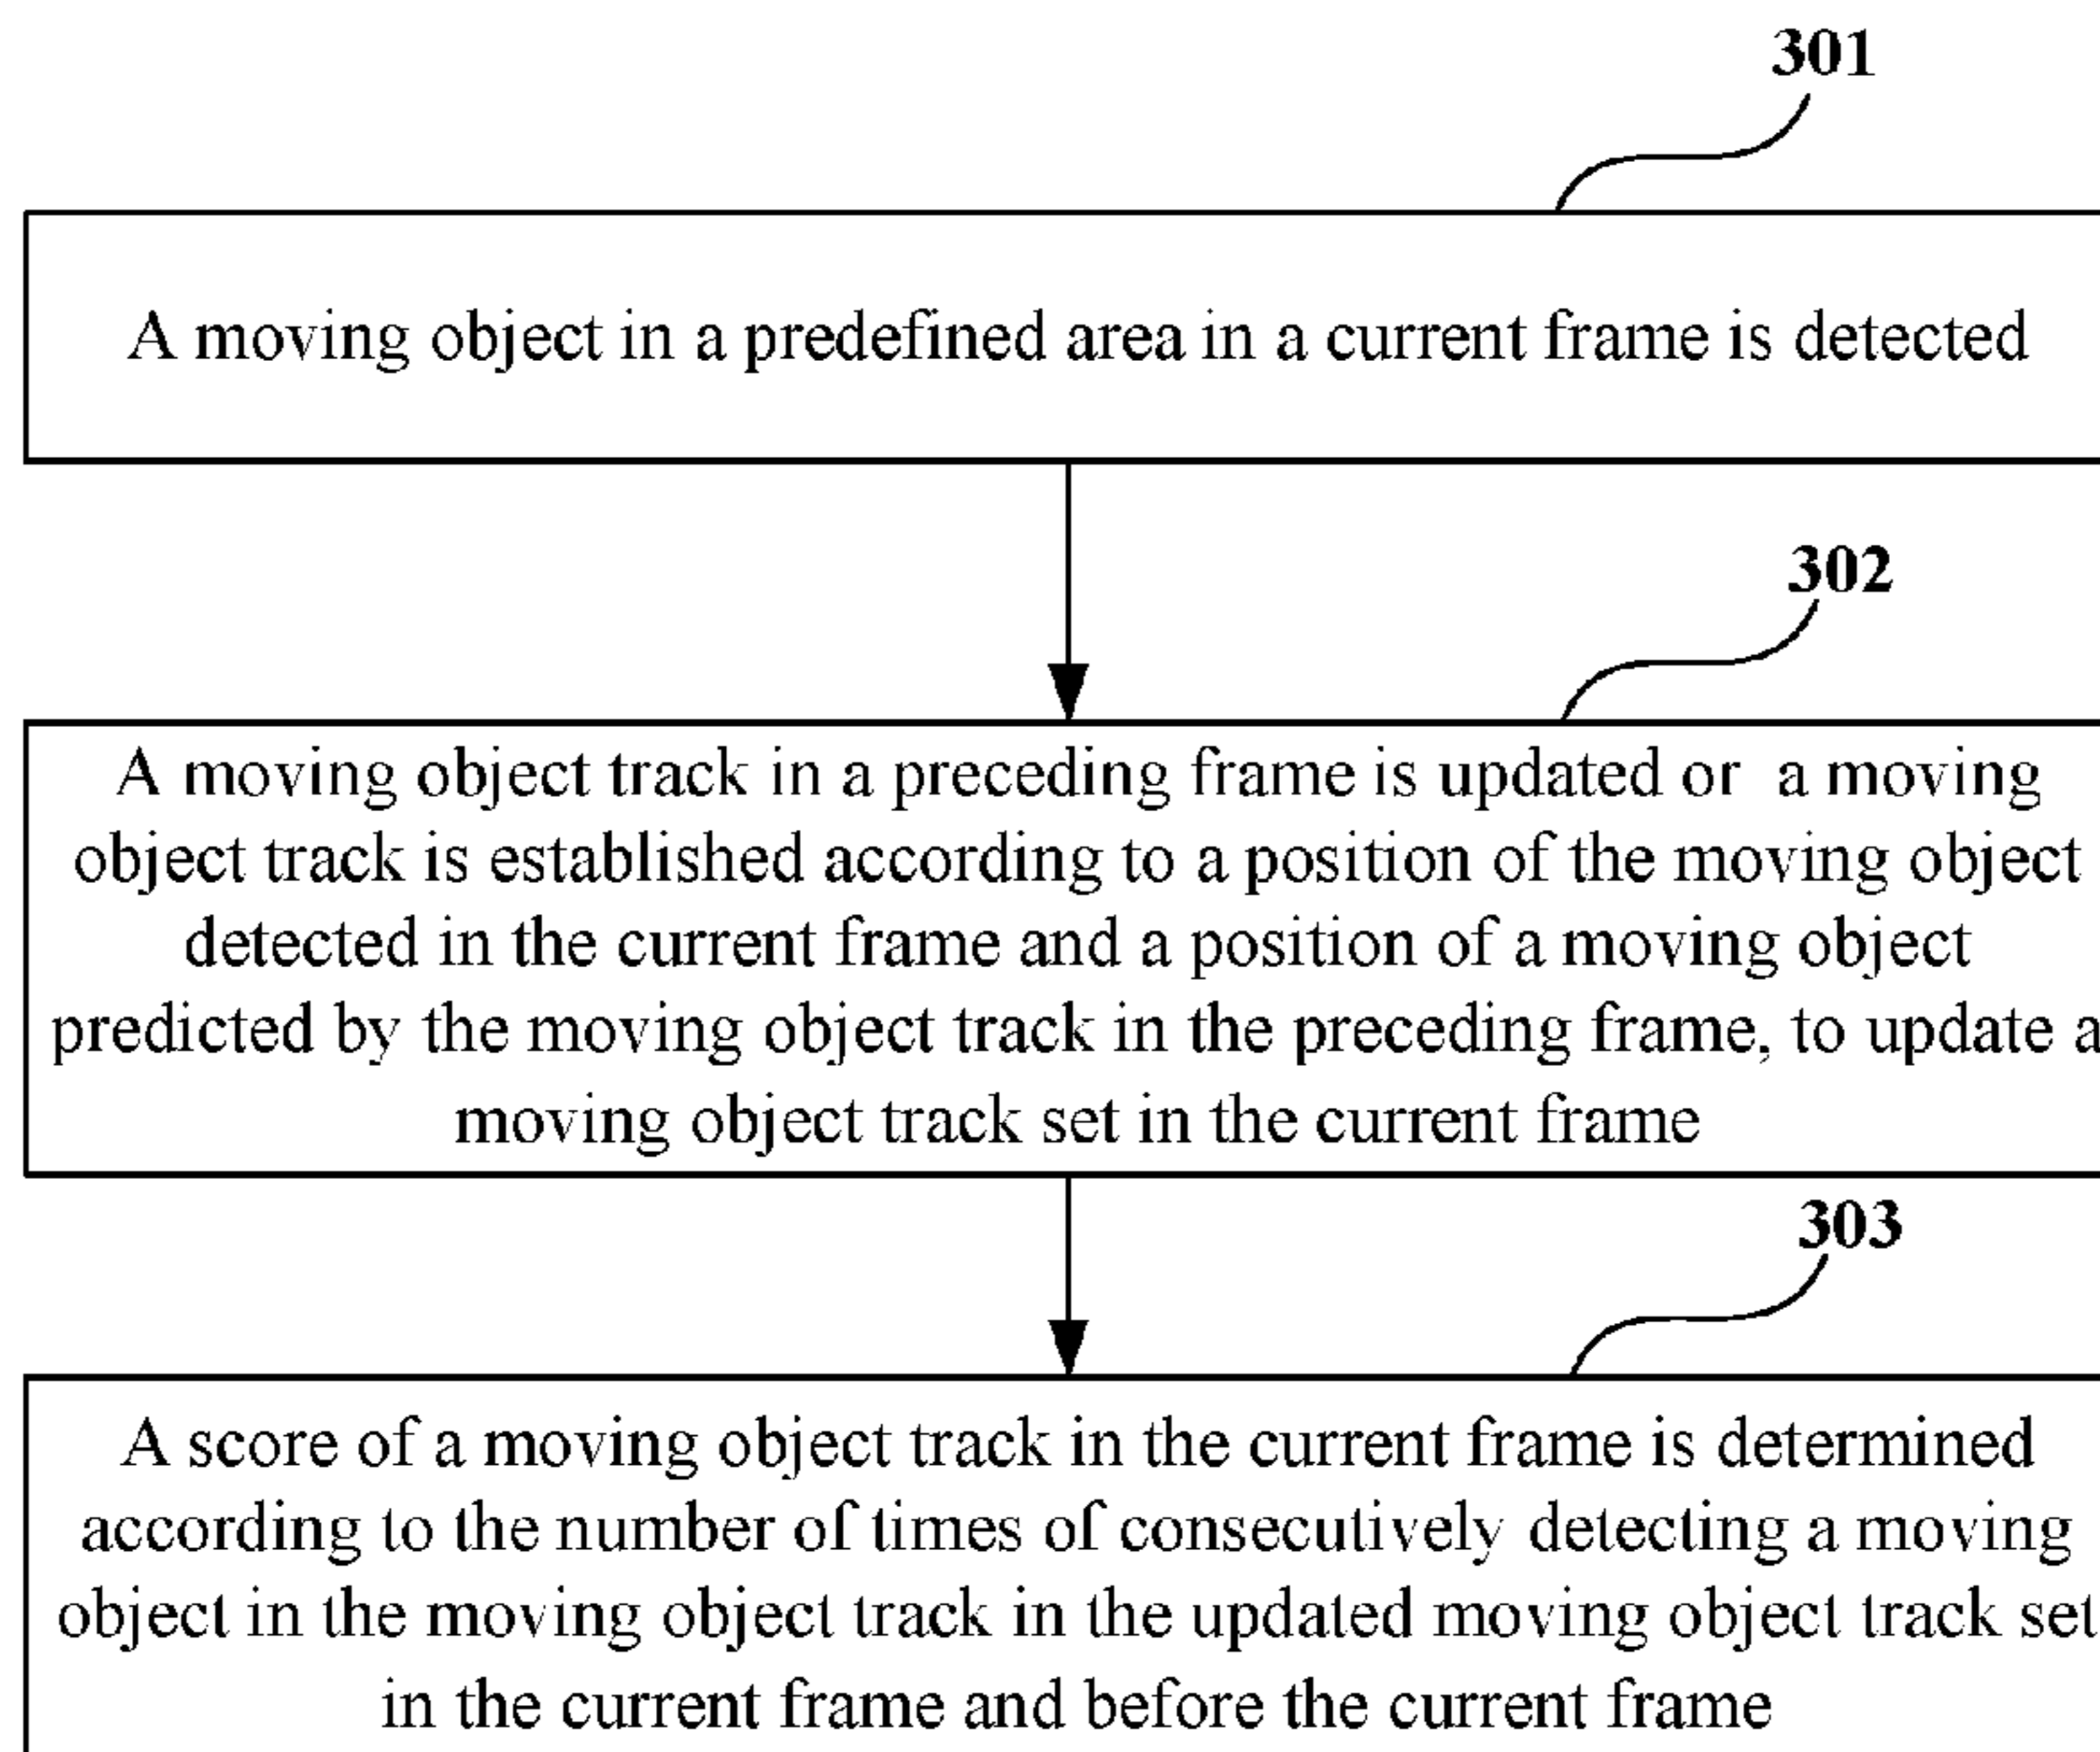 301
A moving object in a predefined area in a current frame is detected
302
A moving object track in a preceding frame is updated or a moving
object track is established according to a position of the moving object
detected in the current frame and a position of a moving object
predicted by the moving object track in the preceding frame, to update a
moving object track set in the current frame
303
A score of a moving object track in the current frame is determined
according to the number of times of consecutively detecting a moving
object in the moving object track in the updated moving object track set
in the current frame and before the current frame